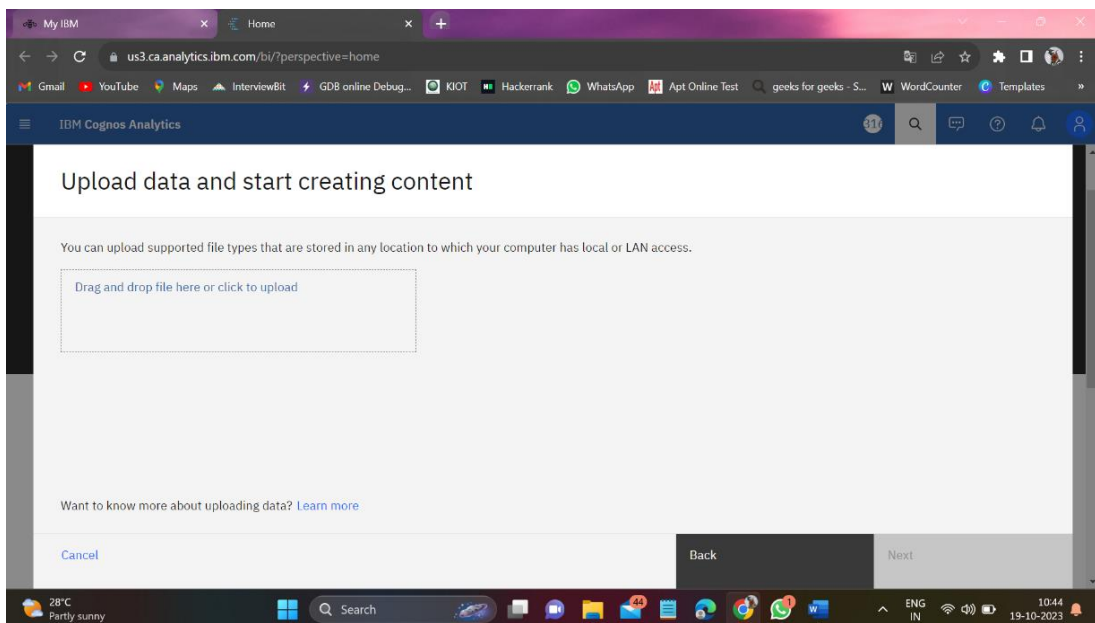 My IBM
Home
us3.ca.analytics.ibm.com/bi/?perspective=home
Gmail YouTube Maps InterviewBit GDB online Debug... KIOT Hackerrank WhatsApp Apt Online Test geeks for geeks - S... WordCounter Templates »
IBM Cognos Analytics
Upload data and start creating content
You can upload supported file types that are stored in any location to which your computer has local or LAN access.
Drag and drop file here or click to upload
Want to know more about uploading data? Learn more
Cancel Back Next
28°C
Partly sunny
Search
44
1
ENG
IN
10:44
19-10-2023